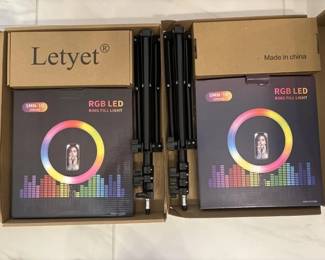 Letyet®
Made in china
RGB LED
RING FILL LIGHT
RGB LED
RING FILL LIGHT